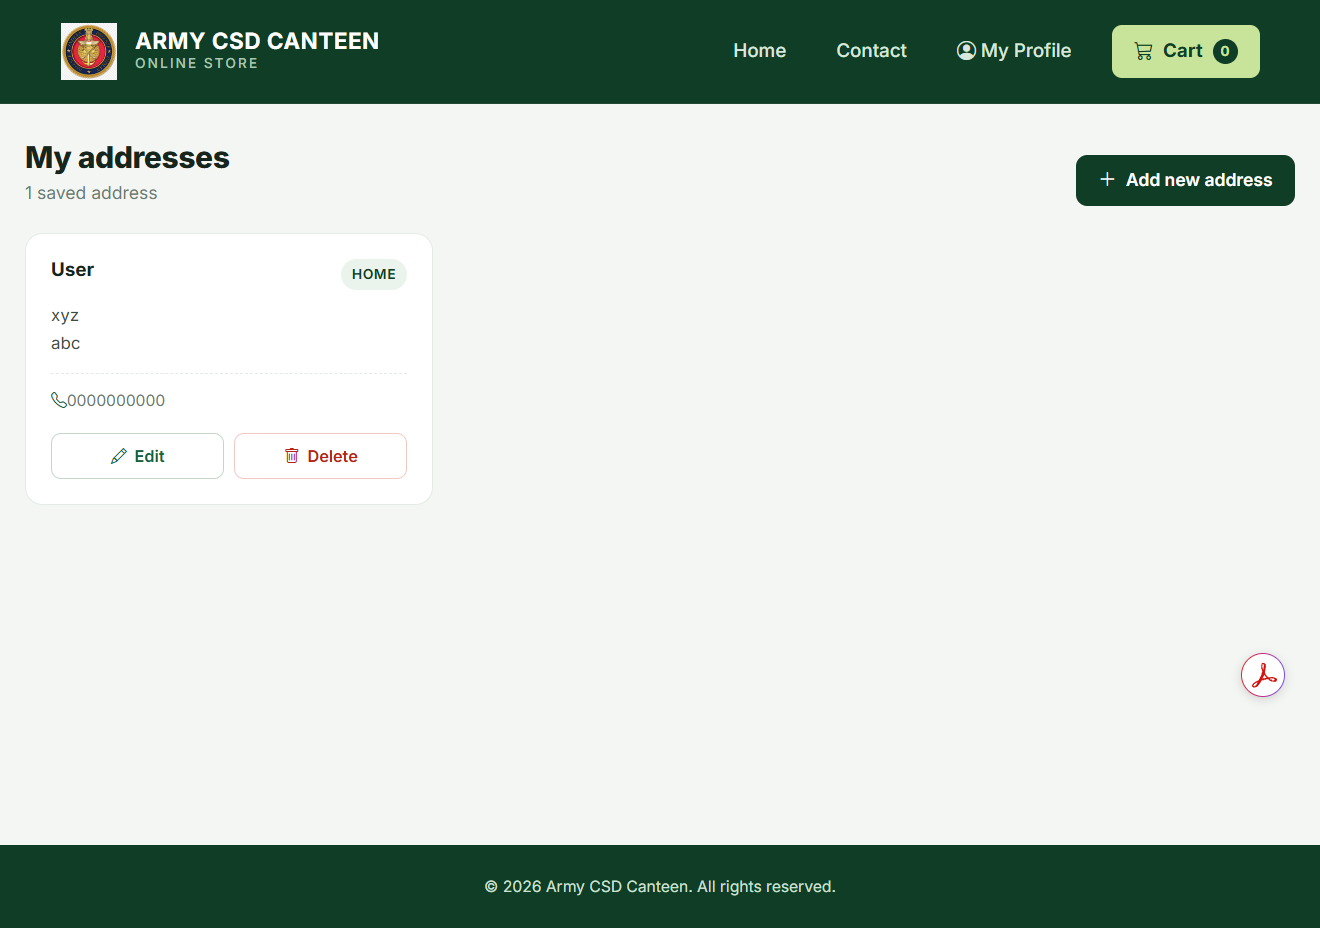 ARMY CSD CANTEEN
ONLINE STORE
Home
Contact
My Profile
Cart 0
My addresses
1 saved address
+ Add new address
User
HOME
xyz
abc
0000000000
Edit
Delete
© 2026 Army CSD Canteen. All rights reserved.